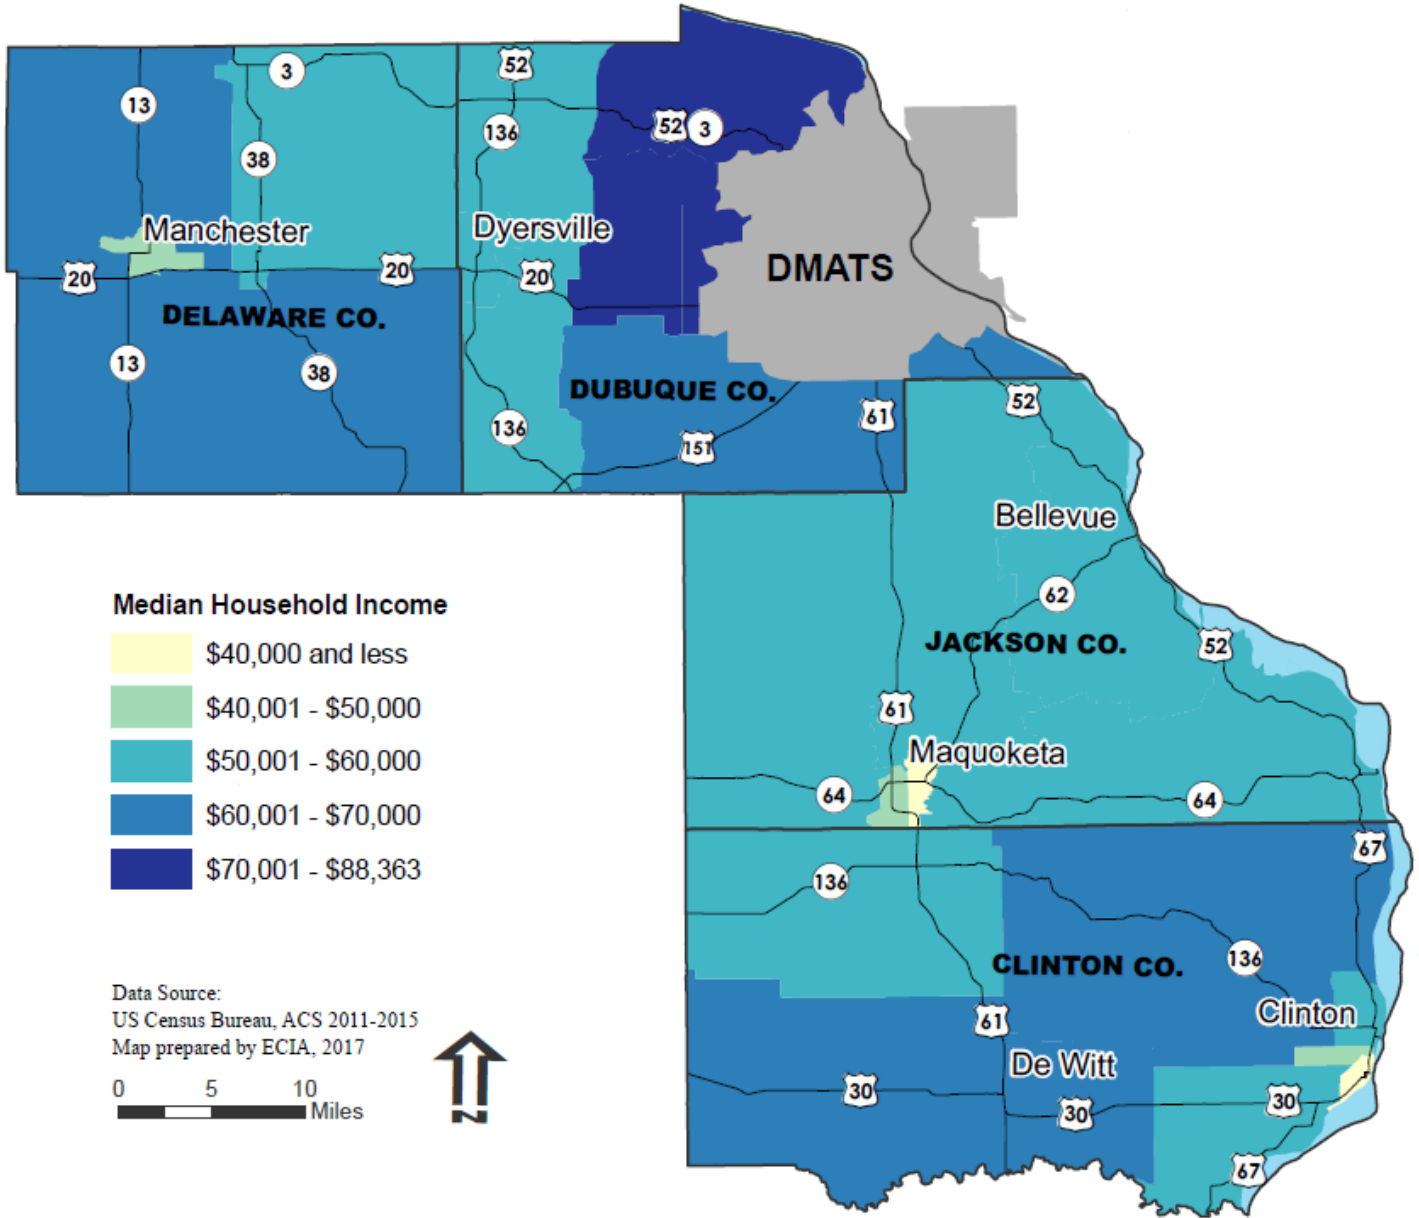 52
3
13
52
3
136
38
Manchester
Dyersville
20
20
20
DMATS
DELAWARE CO.
13
38
DUBUQUE CO.
52
61
136
151
Bellevue
62
JACKSON CO.
52
61
Maquoketa
64
64
67
136
CLINTON CO.
136
Clinton
61
De Witt
30
30
30
67
Median Household Income
$40,000 and less
$40,001 - $50,000
$50,001 - $60,000
$60,001 - $70,000
$70,001 - $88,363
Data Source:
US Census Bureau, ACS 2011-2015
Map prepared by ECIA, 2017
0 5 10
Miles
N